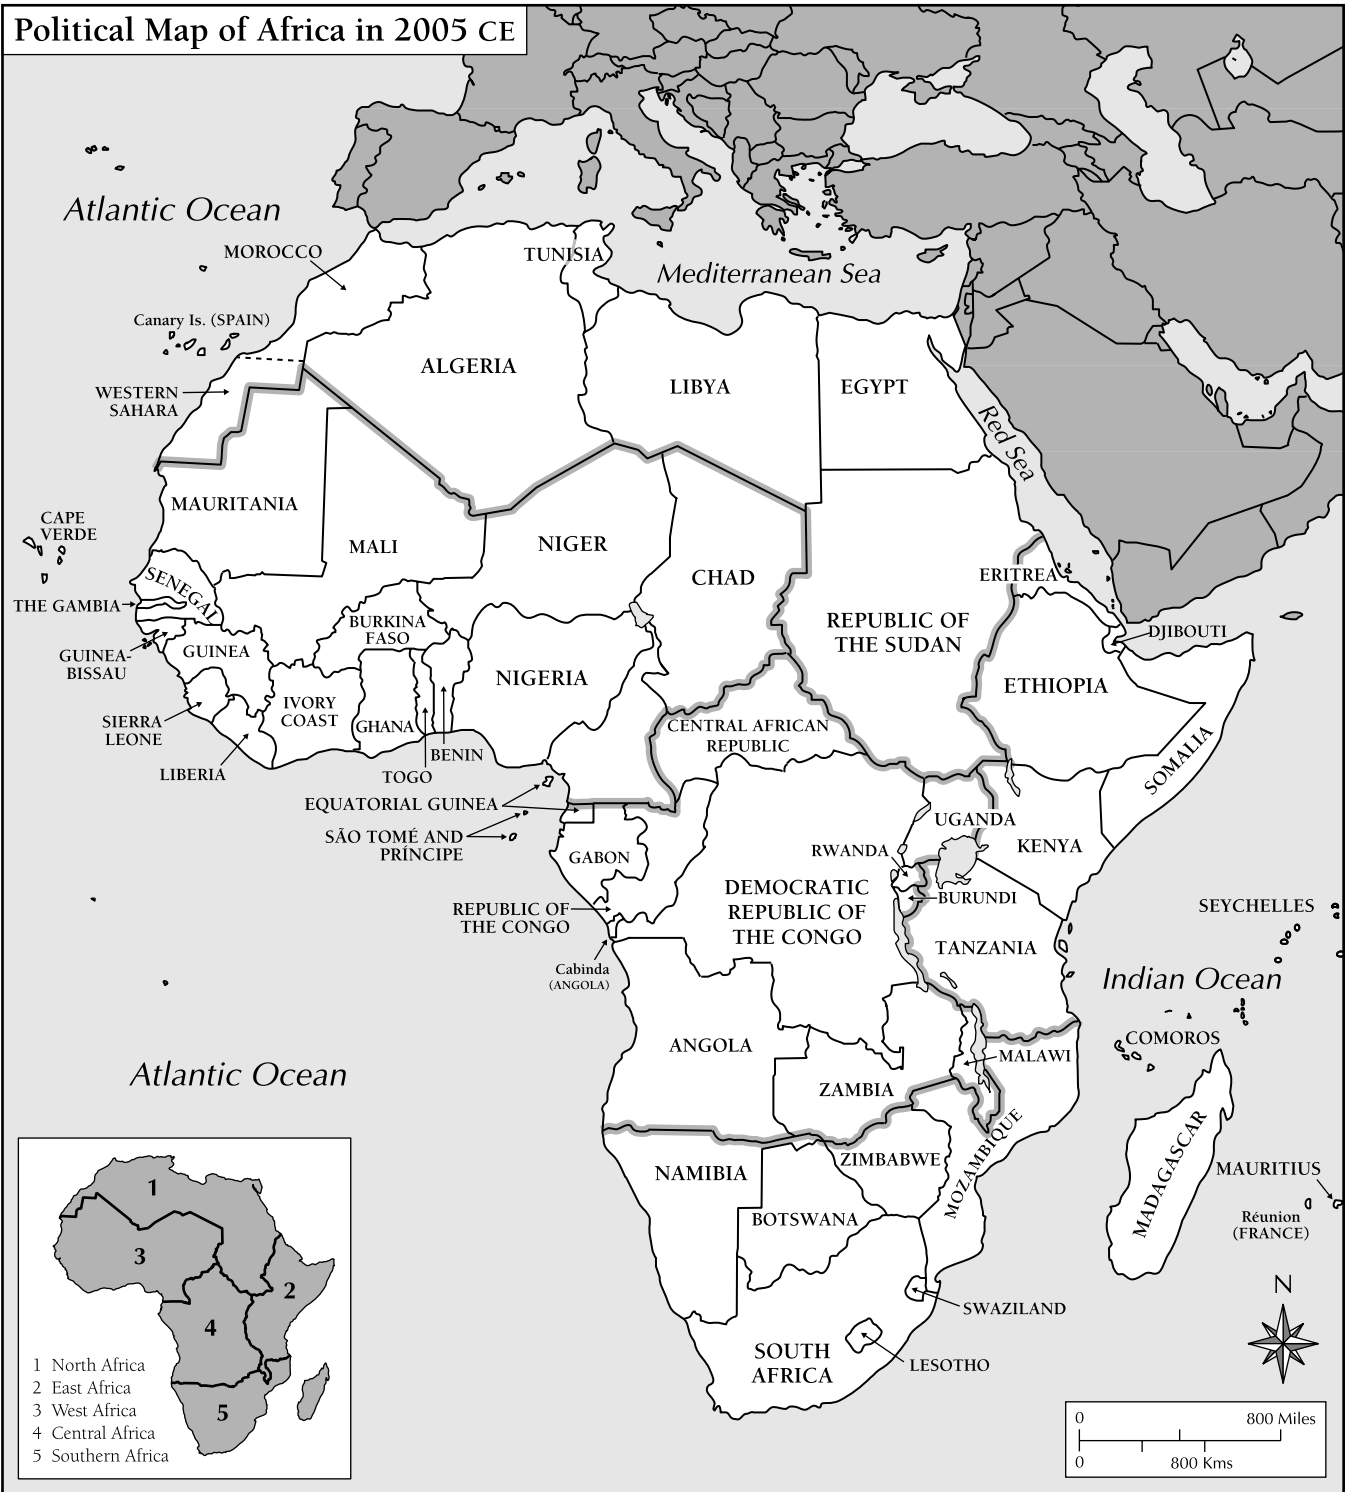 Political Map of Africa in 2005 CE
Atlantic Ocean
MOROCCO
TUNISIA
Mediterranean Sea
Canary Is. (SPAIN)
ALGERIA
LIBYA
EGYPT
WESTERN
SAHARA
Red Sea
MAURITANIA
CAPE
VERDE
MALI
NIGER
CHAD
ERITREA
SENEGAL
THE GAMBIA
BURKINA
FASO
REPUBLIC OF
THE SUDAN
DJIBOUTI
GUINEA-
BISSAU
GUINEA
NIGERIA
ETHIOPIA
IVORY
COAST
GHANA
SIERRA
LEONE
CENTRAL AFRICAN
REPUBLIC
SOMALIA
BENIN
LIBERIA
TOGO
EQUATORIAL GUINEA
UGANDA
SÃO TOMÉ AND
PRÍNCIPE
KENYA
RWANDA
GABON
DEMOCRATIC
REPUBLIC OF
THE CONGO
BURUNDI
REPUBLIC OF
THE CONGO
SEYCHELLES
TANZANIA
Cabinda
(ANGOLA)
Indian Ocean
COMOROS
ANGOLA
MALAWI
Atlantic Ocean
ZAMBIA
MOZAMBIQUE
MADAGASCAR
ZIMBABWE
NAMIBIA
MAURITIUS
BOTSWANA
Réunion
(FRANCE)
N
SWAZILAND
SOUTH
AFRICA
LESOTHO
1
3
2
4
5
1 North Africa
2 East Africa
3 West Africa
4 Central Africa
5 Southern Africa
0 800 Miles
0 800 Kms